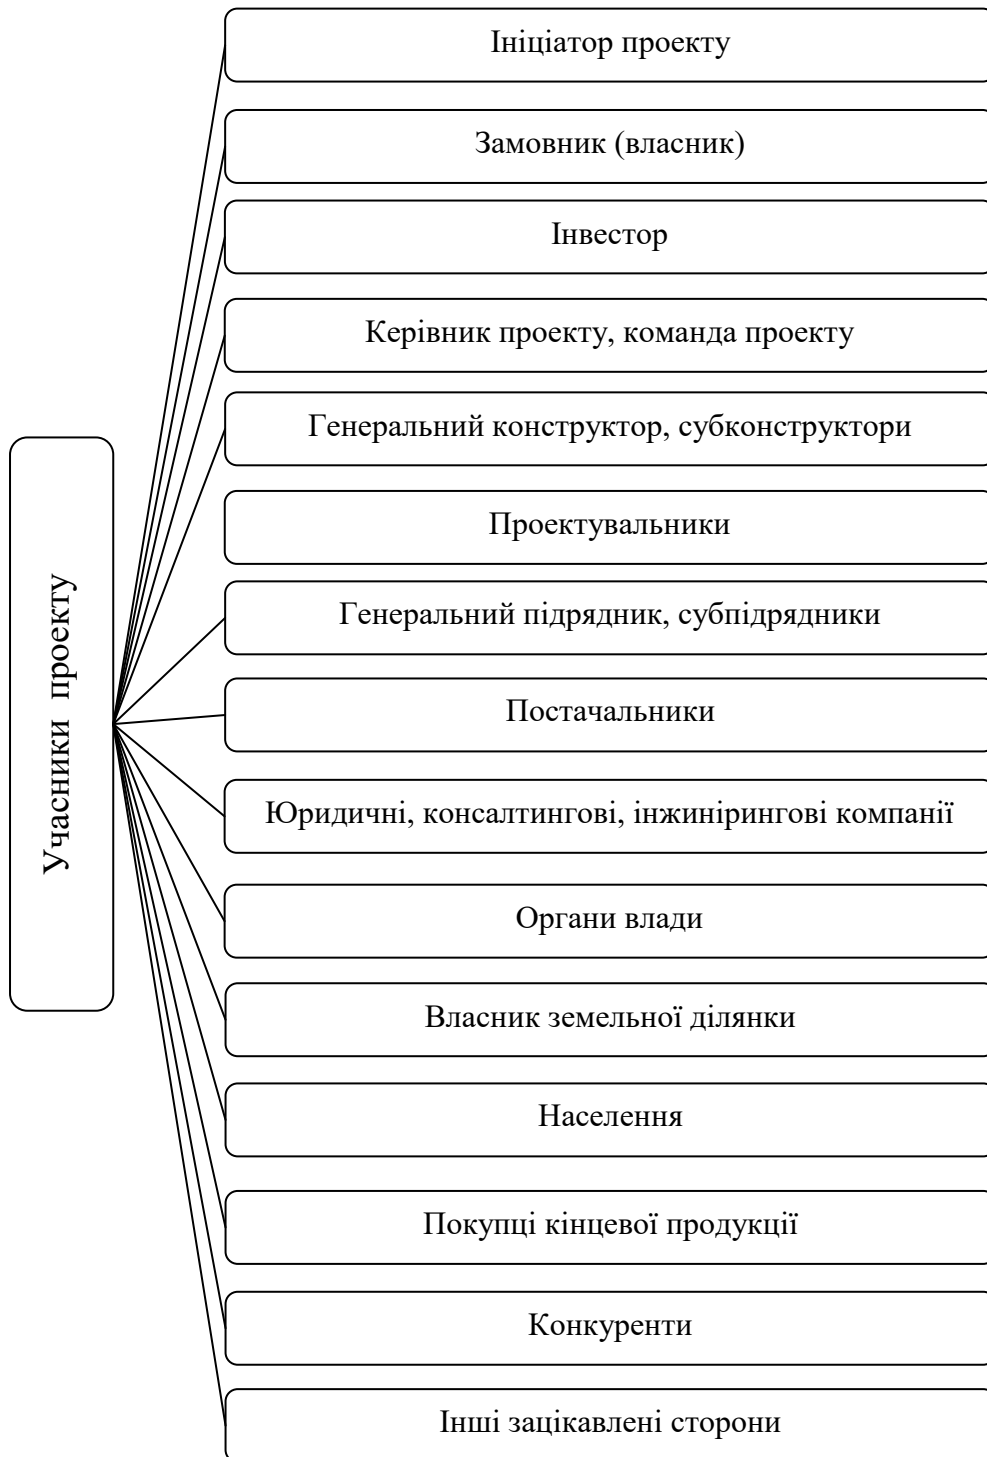 Учасники проекту
Ініціатор проекту
Замовник (власник)
Інвестор
Керівник проекту, команда проекту
Генеральний конструктор, субконструктори
Проектувальники
Генеральний підрядник, субпідрядники
Постачальники
Юридичні, консалтингові, інжинірингові компанії
Органи влади
Власник земельної ділянки
Населення
Покупці кінцевої продукції
Конкуренти
Інші зацікавлені сторони